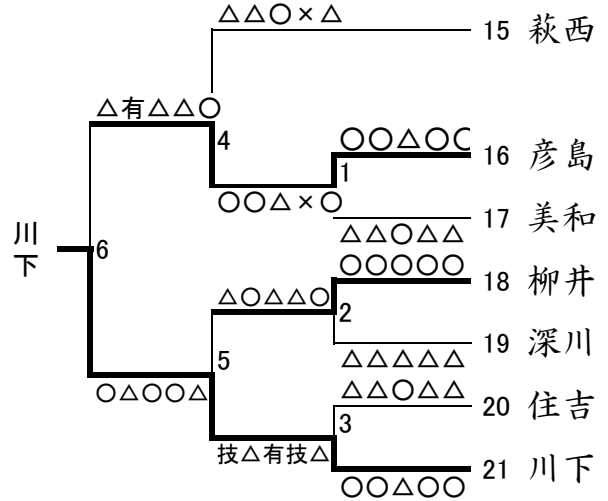 △△○×△
15 萩西
△有△△○
4
○○△○○
16 彦島
1
○○△×○
17 美和
△△○△△
川下
6
○○○○○
18 柳井
△○△△○
2
5
19 深川
△△△△△
○△○○△
△△○△△
20 住吉
3
技△有技△
21 川下
○○△○○